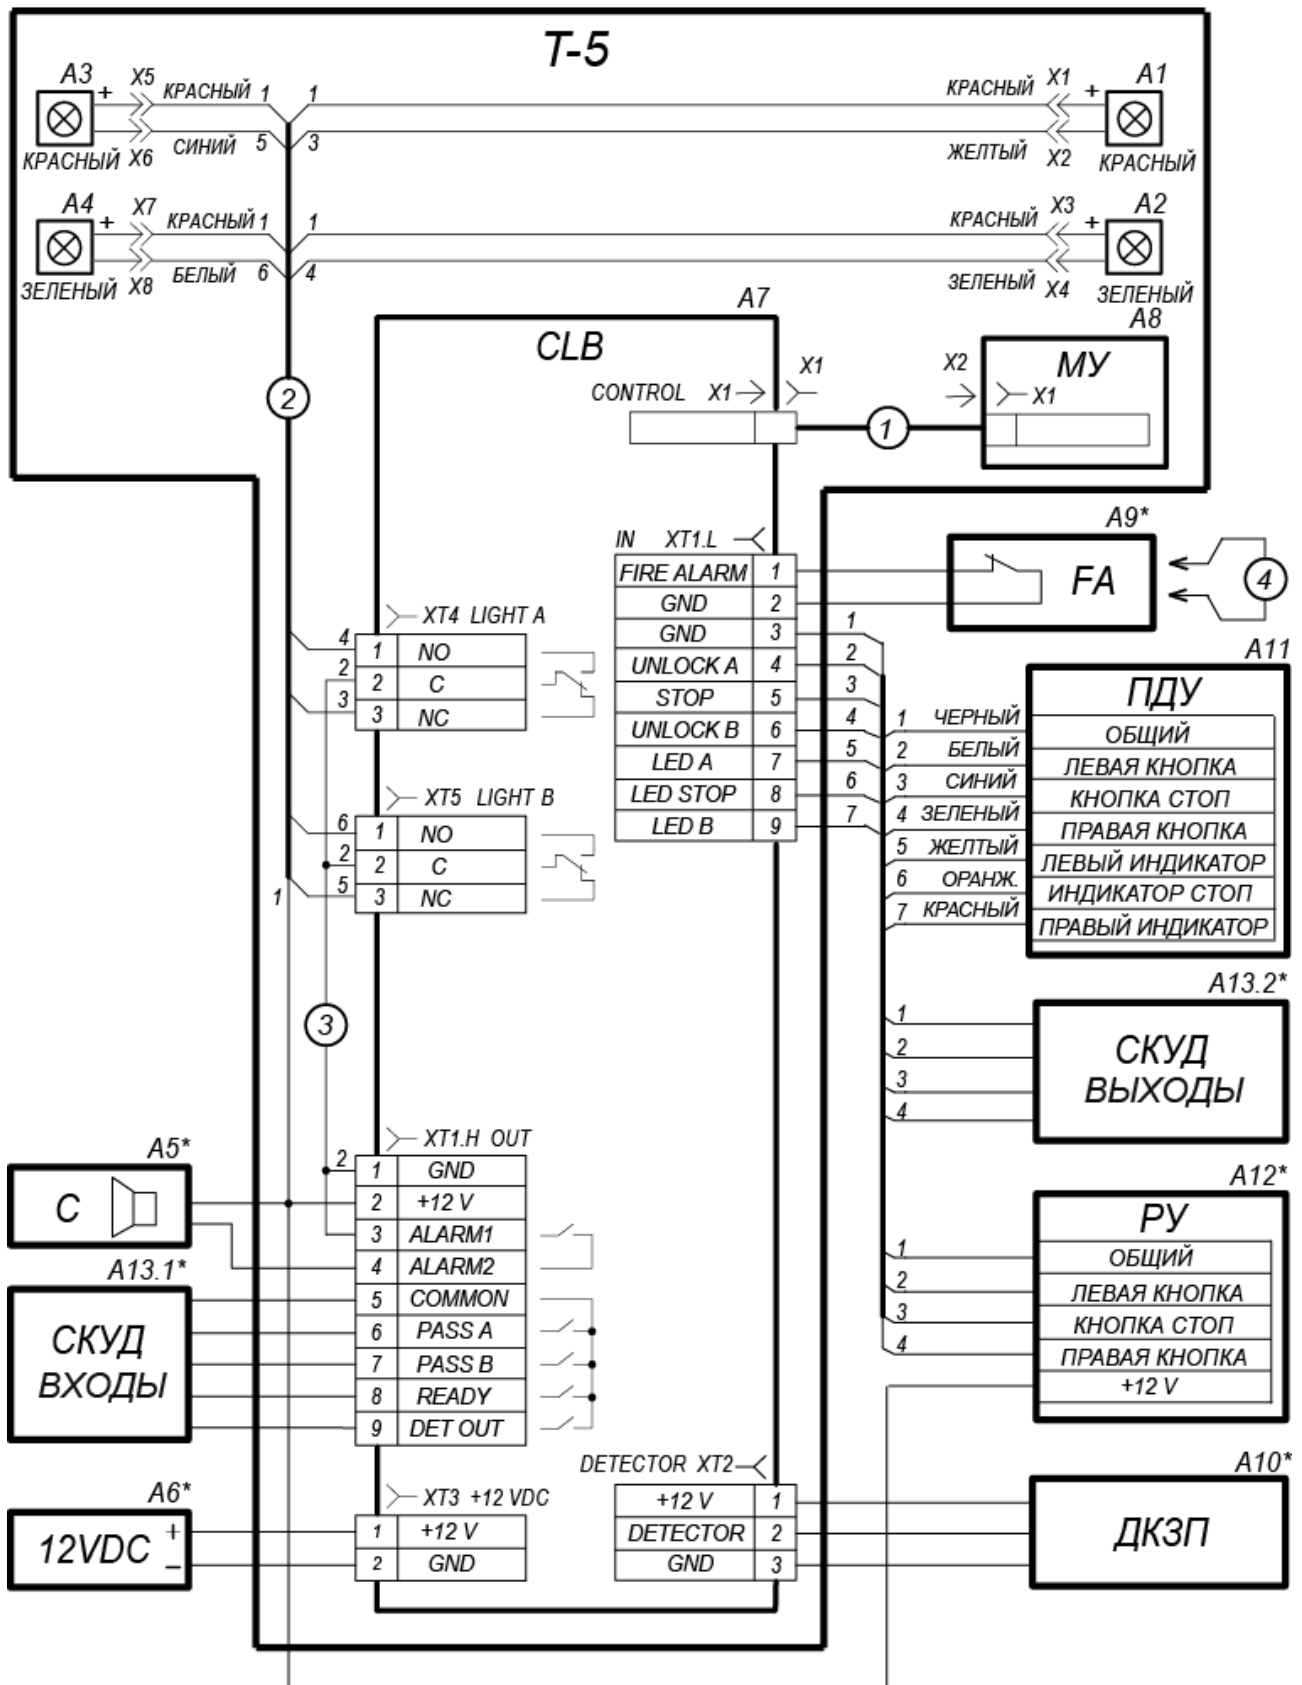 T-5
A3
X5
КРАСНЫЙ 1
1
КРАСНЫЙ
X1
A1
+
+
КРАСНЫЙ
X6
СИНИЙ
5
3
ЖЕЛТЫЙ
X2
КРАСНЫЙ
A4
X7
КРАСНЫЙ 1
1
КРАСНЫЙ
X3
A2
+
+
ЗЕЛЕНЫЙ
X8
БЕЛЫЙ
6
4
ЗЕЛЕНЫЙ
X4
ЗЕЛЕНЫЙ
A7
A8
CLB
МУ
CONTROL X1
X1
X2
X1
2
1
IN XT1.L
FIRE ALARM 1
GND 2
GND 3
UNLOCK A 4
STOP 5
UNLOCK B 6
LED A 7
LED STOP 8
LED B 9
1
2
3
4
5
6
7
A9*
FA
4
XT4 LIGHT A
4
1 NO
2
2 C
3
3 NC
XT5 LIGHT B
6
1 NO
2
2 C
5
3 NC
1
A11
ПДУ
1 ЧЕРНЫЙ ОБЩИЙ
2 БЕЛЫЙ ЛЕВАЯ КНОПКА
3 СИНИЙ КНОПКА СТОП
4 ЗЕЛЕНЫЙ ПРАВАЯ КНОПКА
5 ЖЕЛТЫЙ ЛЕВЫЙ ИНДИКАТОР
6 ОРАНЖ. ИНДИКАТОР СТОП
7 КРАСНЫЙ ПРАВЫЙ ИНДИКАТОР
3
A13.2*
СКУД
ВЫХОДЫ
1
2
3
4
A5*
C
XT1.H OUT
2
1 GND
2 +12 V
3 ALARM1
4 ALARM2
5 COMMON
6 PASS A
7 PASS B
8 READY
9 DET OUT
A13.1*
СКУД
ВХОДЫ
A12*
РУ
1 ОБЩИЙ
2 ЛЕВАЯ КНОПКА
3 КНОПКА СТОП
4 ПРАВАЯ КНОПКА
+12 V
A6*
12VDC
+
−
XT3 +12 VDC
1 +12 V
2 GND
DETECTOR XT2
+12 V 1
DETECTOR 2
GND 3
A10*
ДКЗП